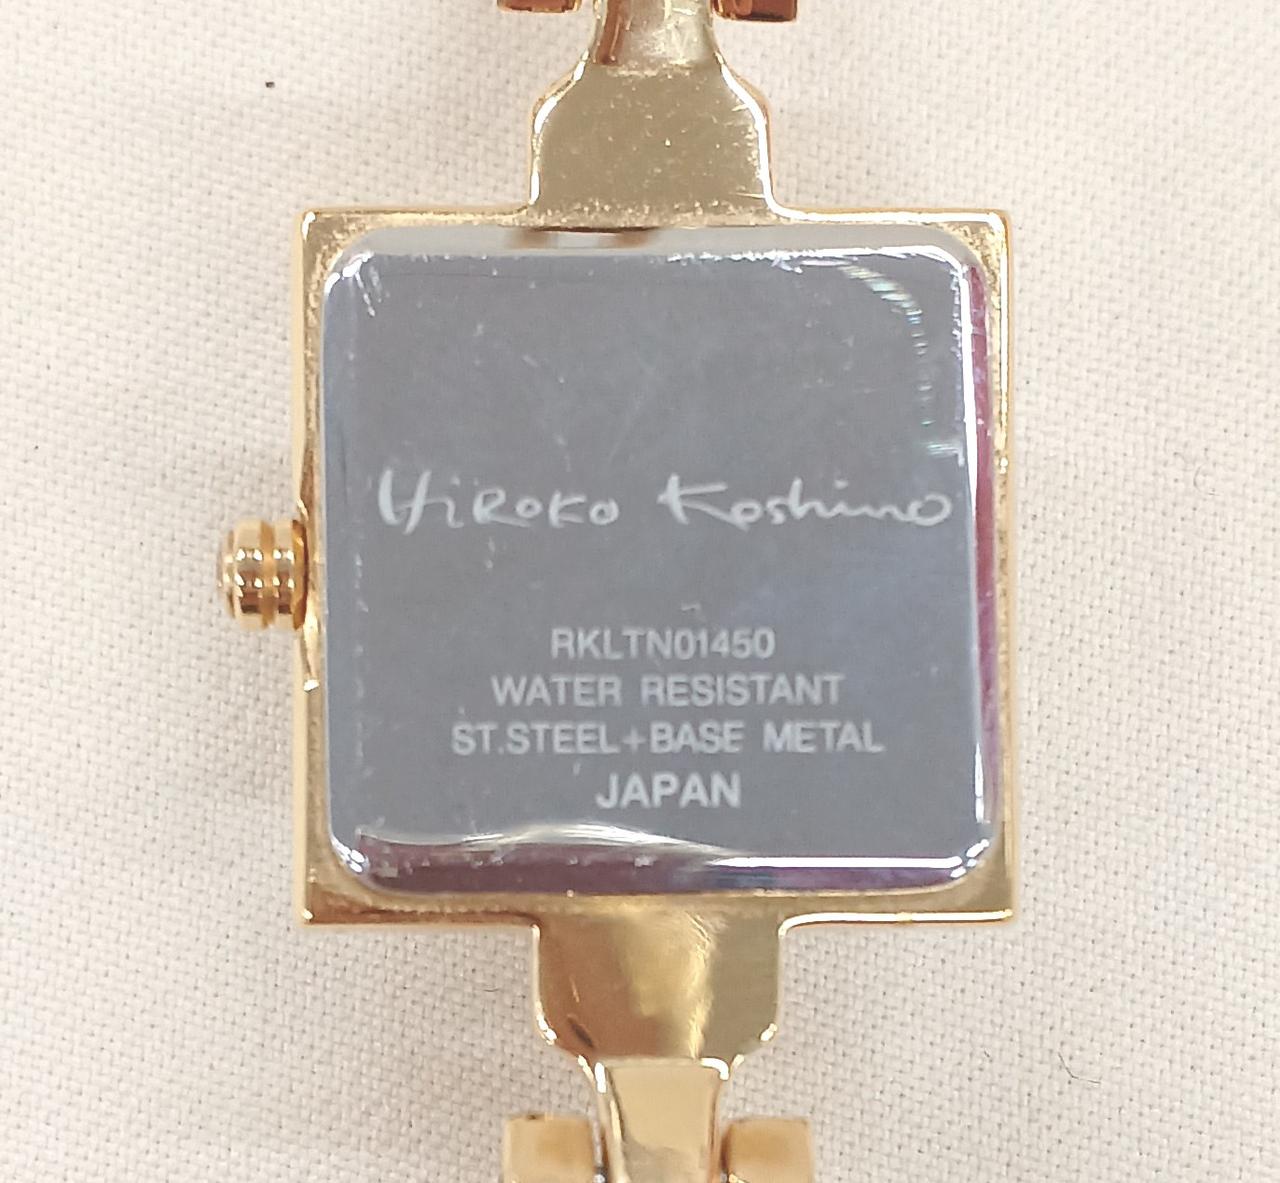 HiROKO Koshino
RKLTN01450
WATER RESISTANT
ST.STEEL+BASE METAL
JAPAN